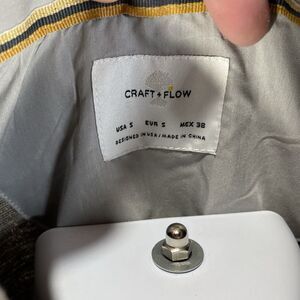 CRAFT + FLOW
USA S EUR S MEX 38
DESIGNED IN USA / MADE IN CHINA